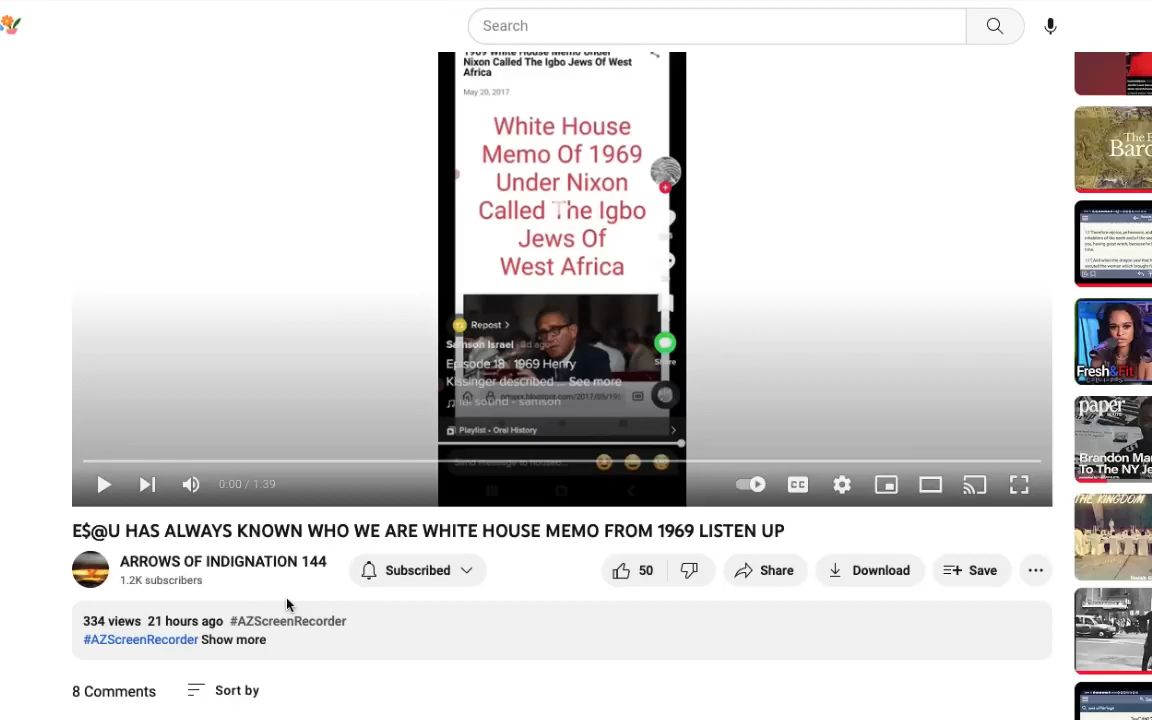 Search
1969 White House Memo Under
Nixon Called The Igbo Jews Of West
Africa
May 20, 2017
White House
Memo Of 1969
Under Nixon
Called The Igbo
Jews Of
West Africa
Repost >
Samson Israel 2d ago
Episode 18 : 1969 Henry
Kissinger described ... See more
sound - samson
Playlist • Oral History
0:00 / 1:39
CC
E$@U HAS ALWAYS KNOWN WHO WE ARE WHITE HOUSE MEMO FROM 1969 LISTEN UP
ARROWS OF INDIGNATION 144
1.2K subscribers
Subscribed
50
Share
Download
Save
334 views 21 hours ago #AZScreenRecorder
#AZScreenRecorder Show more
8 Comments
Sort by
The
Fresh&Fit
paper
Brandon
To The NY
THE KINGDOM